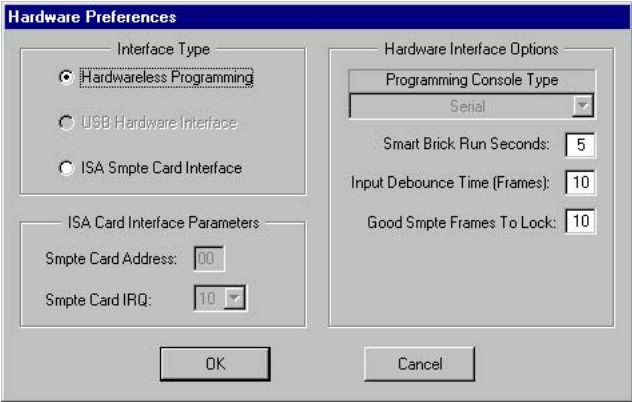 Hardware Preferences
Interface Type
Hardwareless Programming
USB Hardware Interface
ISA Smpte Card Interface
ISA Card Interface Parameters
Smpte Card Address: 00
Smpte Card IRQ: 10
Hardware Interface Options
Programming Console Type
Serial
Smart Brick Run Seconds: 5
Input Debounce Time (Frames): 10
Good Smpte Frames To Lock: 10
OK
Cancel